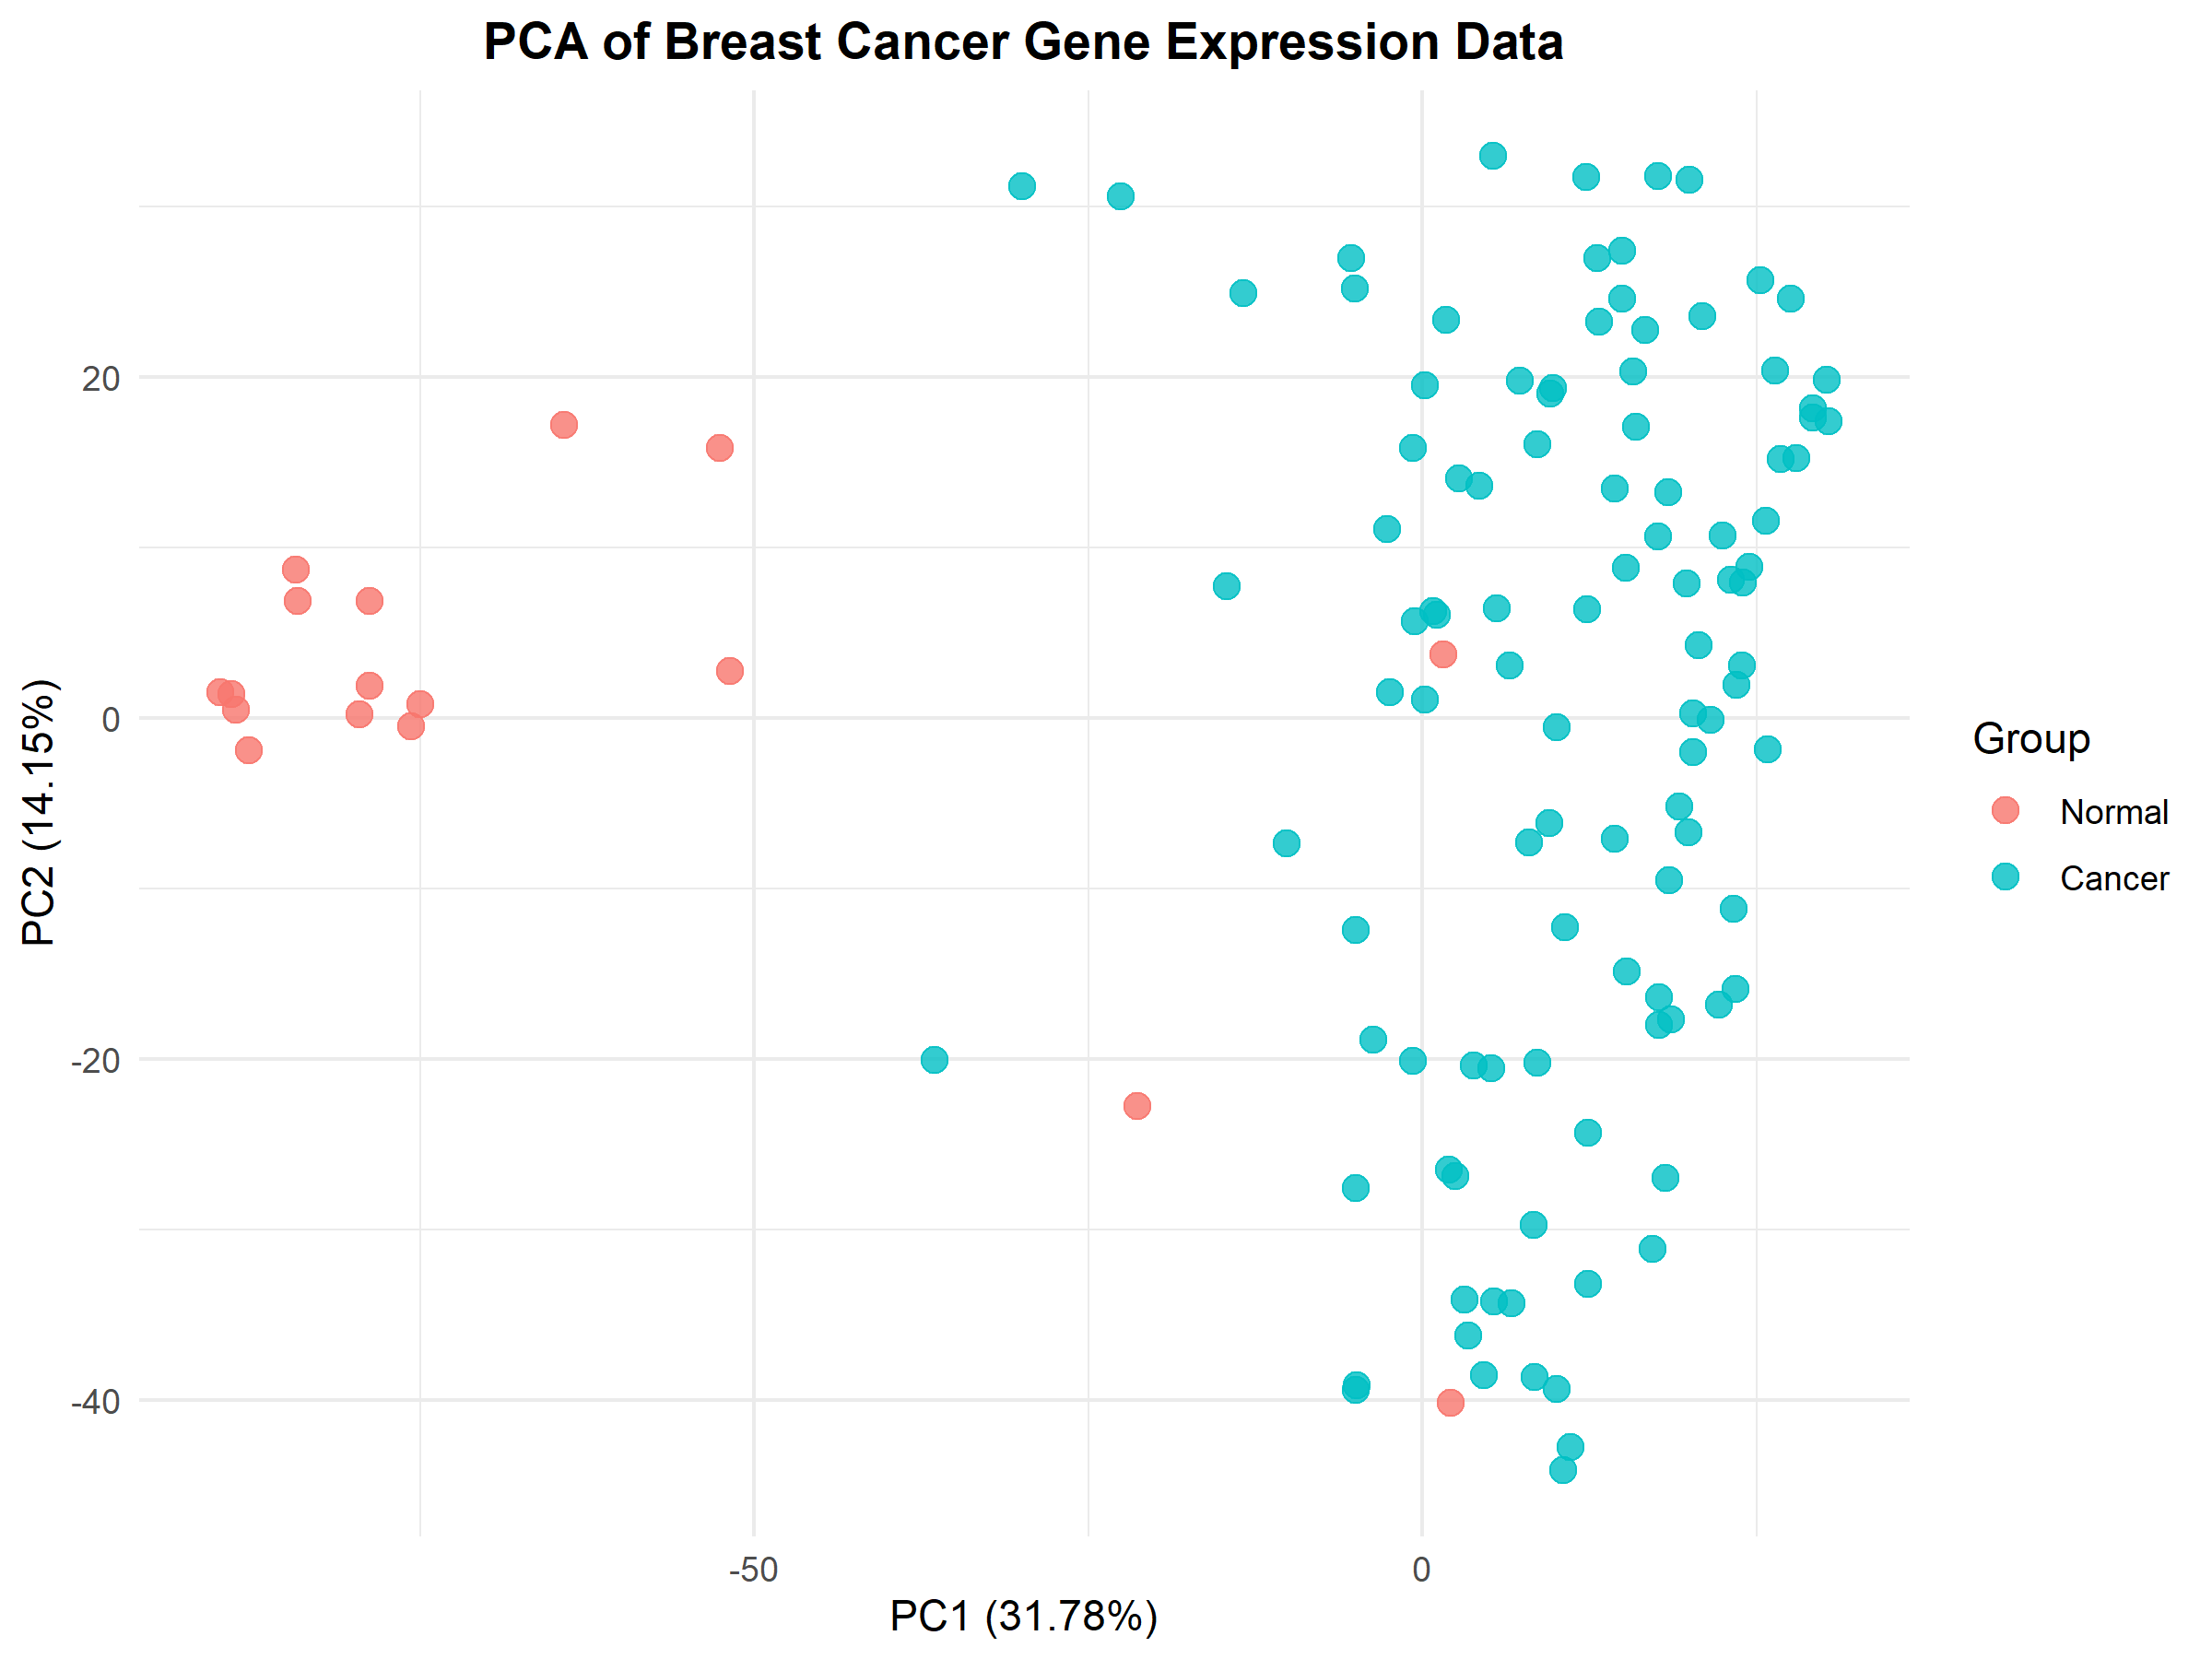 PCA of Breast Cancer Gene Expression Data
20
0
-20
-40
PC2 (14.15%)
-50
0
PC1 (31.78%)
Group
Normal
Cancer